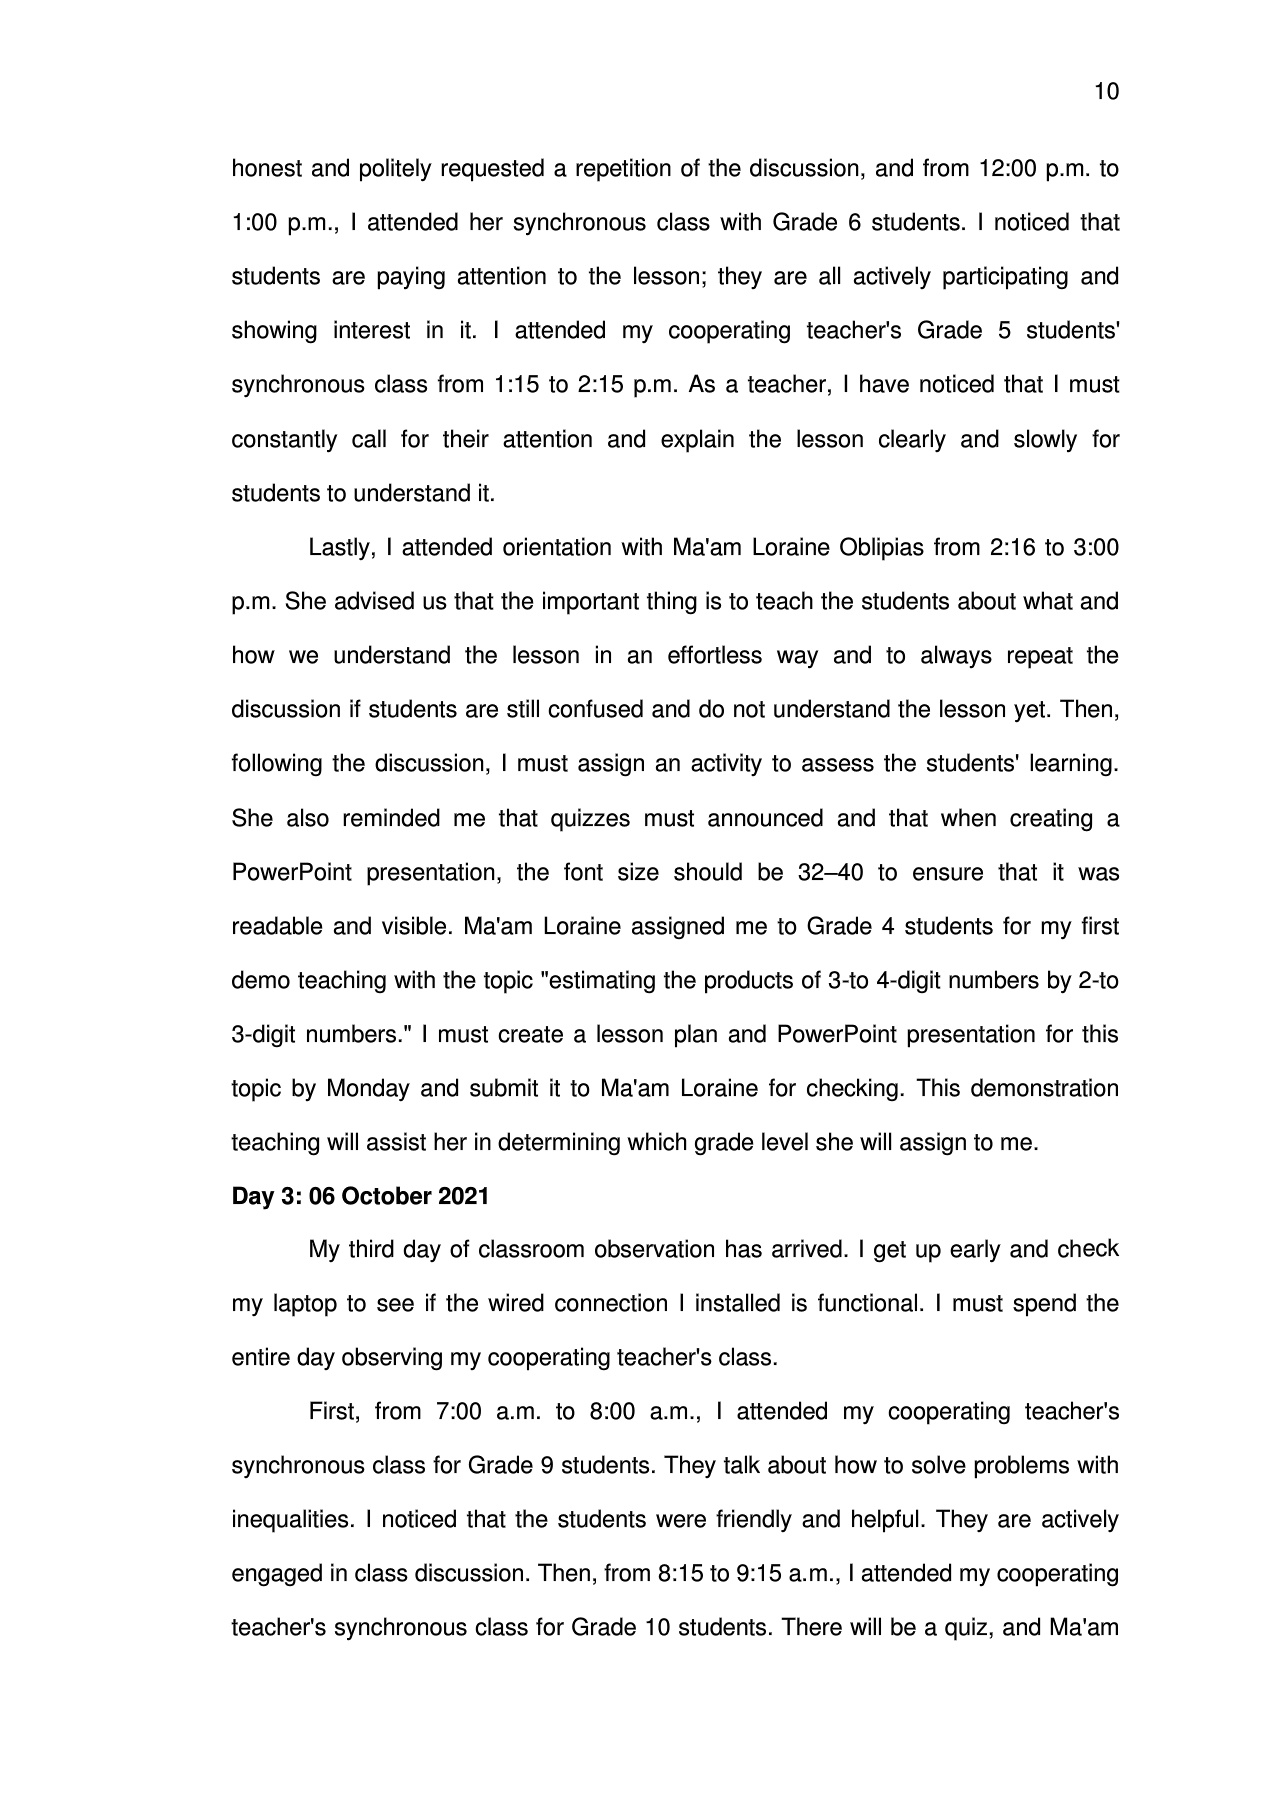 10
honest and politely requested a repetition of the discussion, and from 12:00 p.m. to
1:00 p.m., I attended her synchronous class with Grade 6 students. I noticed that
students are paying attention to the lesson; they are all actively participating and
showing interest in it. I attended my cooperating teacher's Grade 5 students'
synchronous class from 1:15 to 2:15 p.m. As a teacher, I have noticed that I must
constantly call for their attention and explain the lesson clearly and slowly for
students to understand it.
Lastly, I attended orientation with Ma'am Loraine Oblipias from 2:16 to 3:00
p.m. She advised us that the important thing is to teach the students about what and
how we understand the lesson in an effortless way and to always repeat the
discussion if students are still confused and do not understand the lesson yet. Then,
following the discussion, I must assign an activity to assess the students' learning.
She also reminded me that quizzes must announced and that when creating a
PowerPoint presentation, the font size should be 32–40 to ensure that it was
readable and visible. Ma'am Loraine assigned me to Grade 4 students for my first
demo teaching with the topic "estimating the products of 3-to 4-digit numbers by 2-to
3-digit numbers." I must create a lesson plan and PowerPoint presentation for this
topic by Monday and submit it to Ma'am Loraine for checking. This demonstration
teaching will assist her in determining which grade level she will assign to me.
Day 3: 06 October 2021
My third day of classroom observation has arrived. I get up early and check
my laptop to see if the wired connection I installed is functional. I must spend the
entire day observing my cooperating teacher's class.
First, from 7:00 a.m. to 8:00 a.m., I attended my cooperating teacher's
synchronous class for Grade 9 students. They talk about how to solve problems with
inequalities. I noticed that the students were friendly and helpful. They are actively
engaged in class discussion. Then, from 8:15 to 9:15 a.m., I attended my cooperating
teacher's synchronous class for Grade 10 students. There will be a quiz, and Ma'am